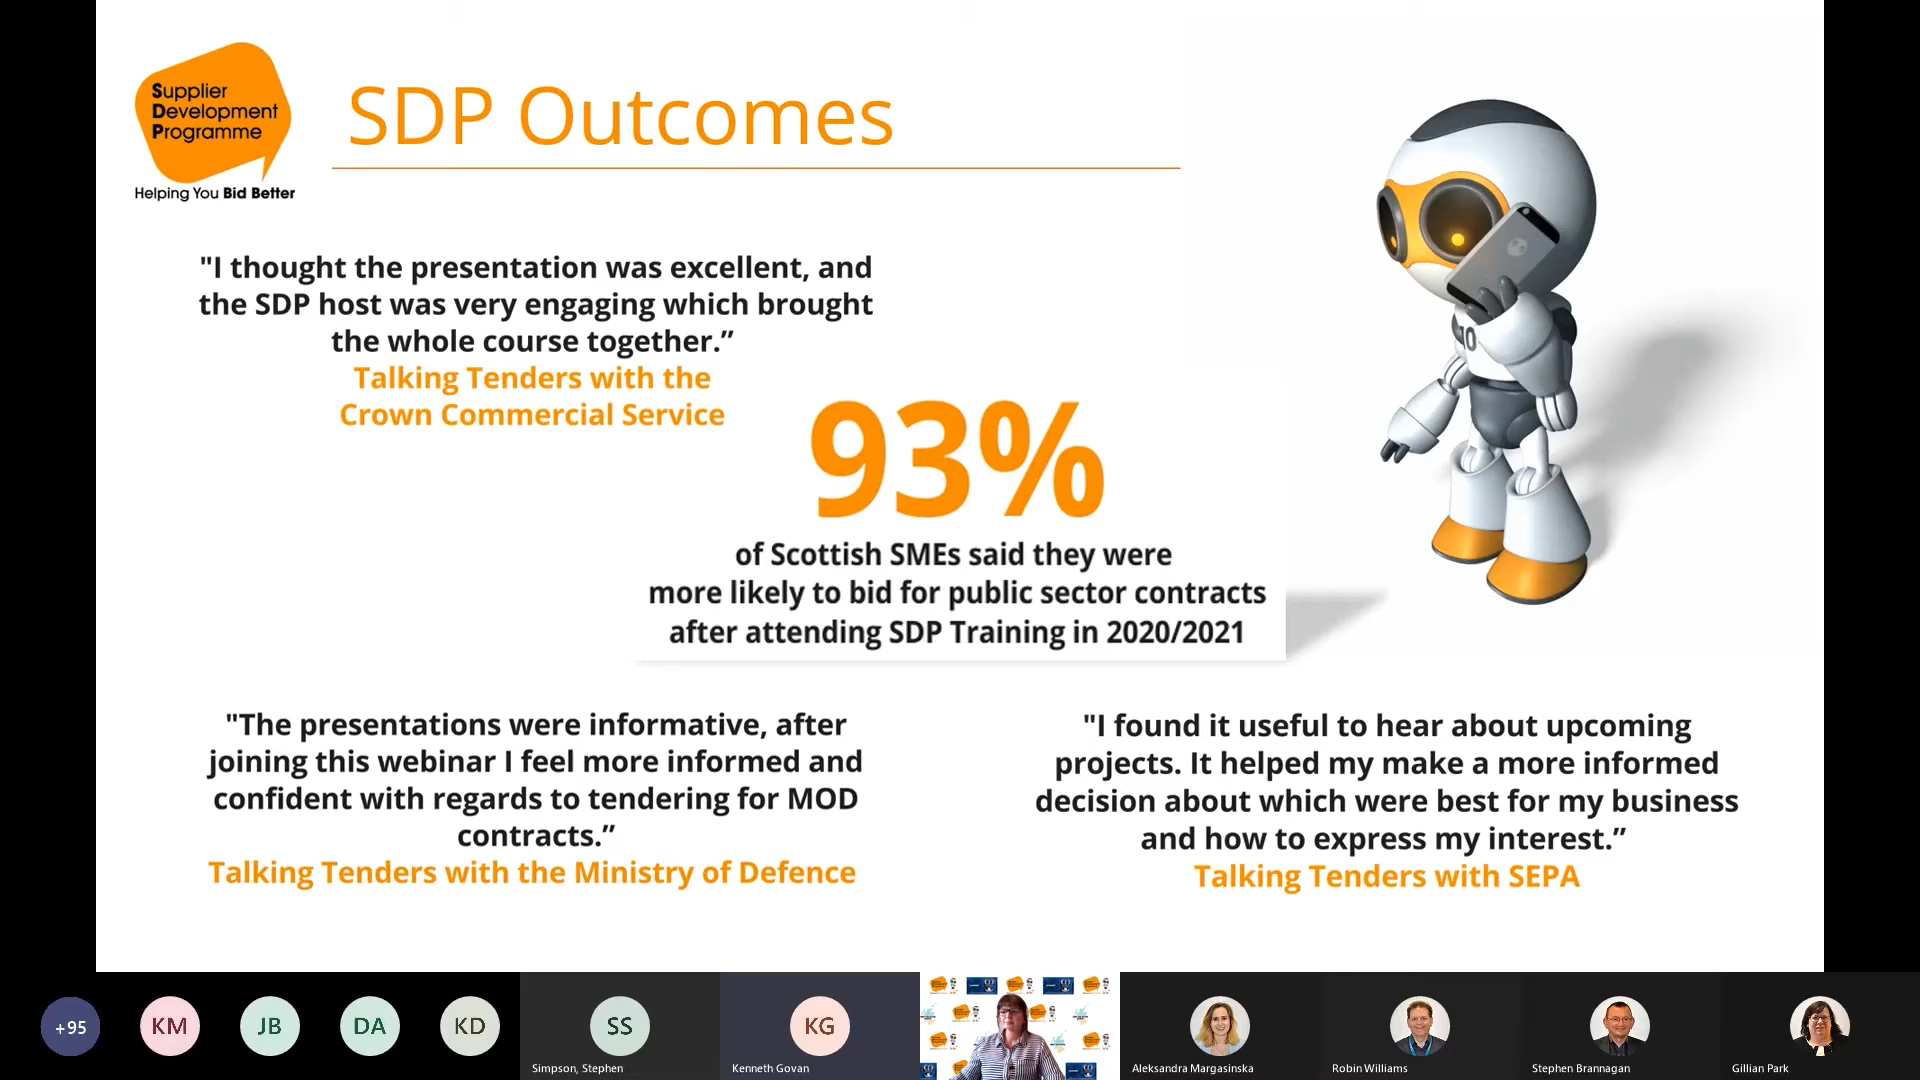 Supplier
Development
Programme
Helping You Bid Better
SDP Outcomes
"I thought the presentation was excellent, and
the SDP host was very engaging which brought
the whole course together.”
Talking Tenders with the
Crown Commercial Service
10
93%
of Scottish SMEs said they were
more likely to bid for public sector contracts
after attending SDP Training in 2020/2021
"The presentations were informative, after
joining this webinar I feel more informed and
confident with regards to tendering for MOD
contracts.”
Talking Tenders with the Ministry of Defence
"I found it useful to hear about upcoming
projects. It helped my make a more informed
decision about which were best for my business
and how to express my interest.”
Talking Tenders with SEPA
+95
KM
JB
DA
KD
SS
Simpson, Stephen
KG
Kenneth Govan
Aleksandra Margasinska
Robin Williams
Stephen Brannagan
Gillian Park